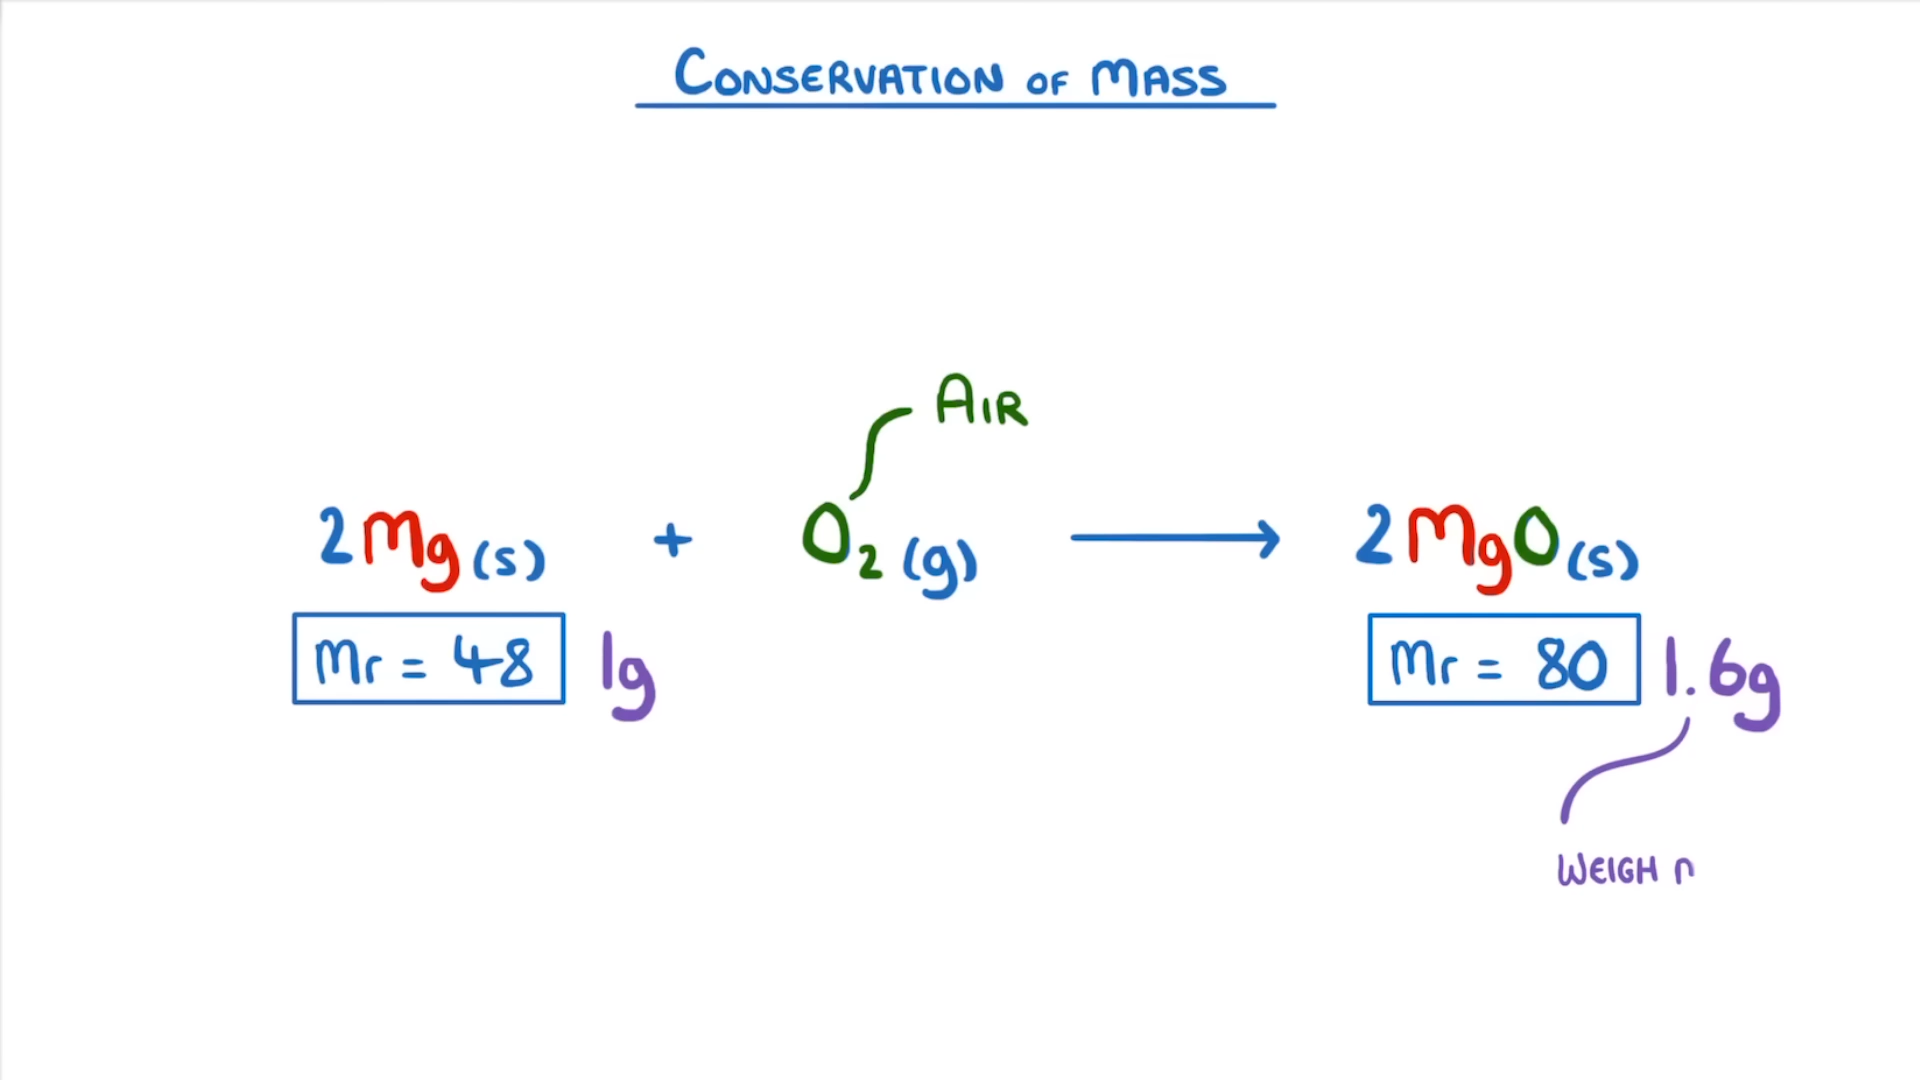 CONSERVATION OF MASS
AIR
2Mg(s) + O₂(g) → 2MgO(s)
Mr = 48 1g Mr = 80 1.6g
WEIGH